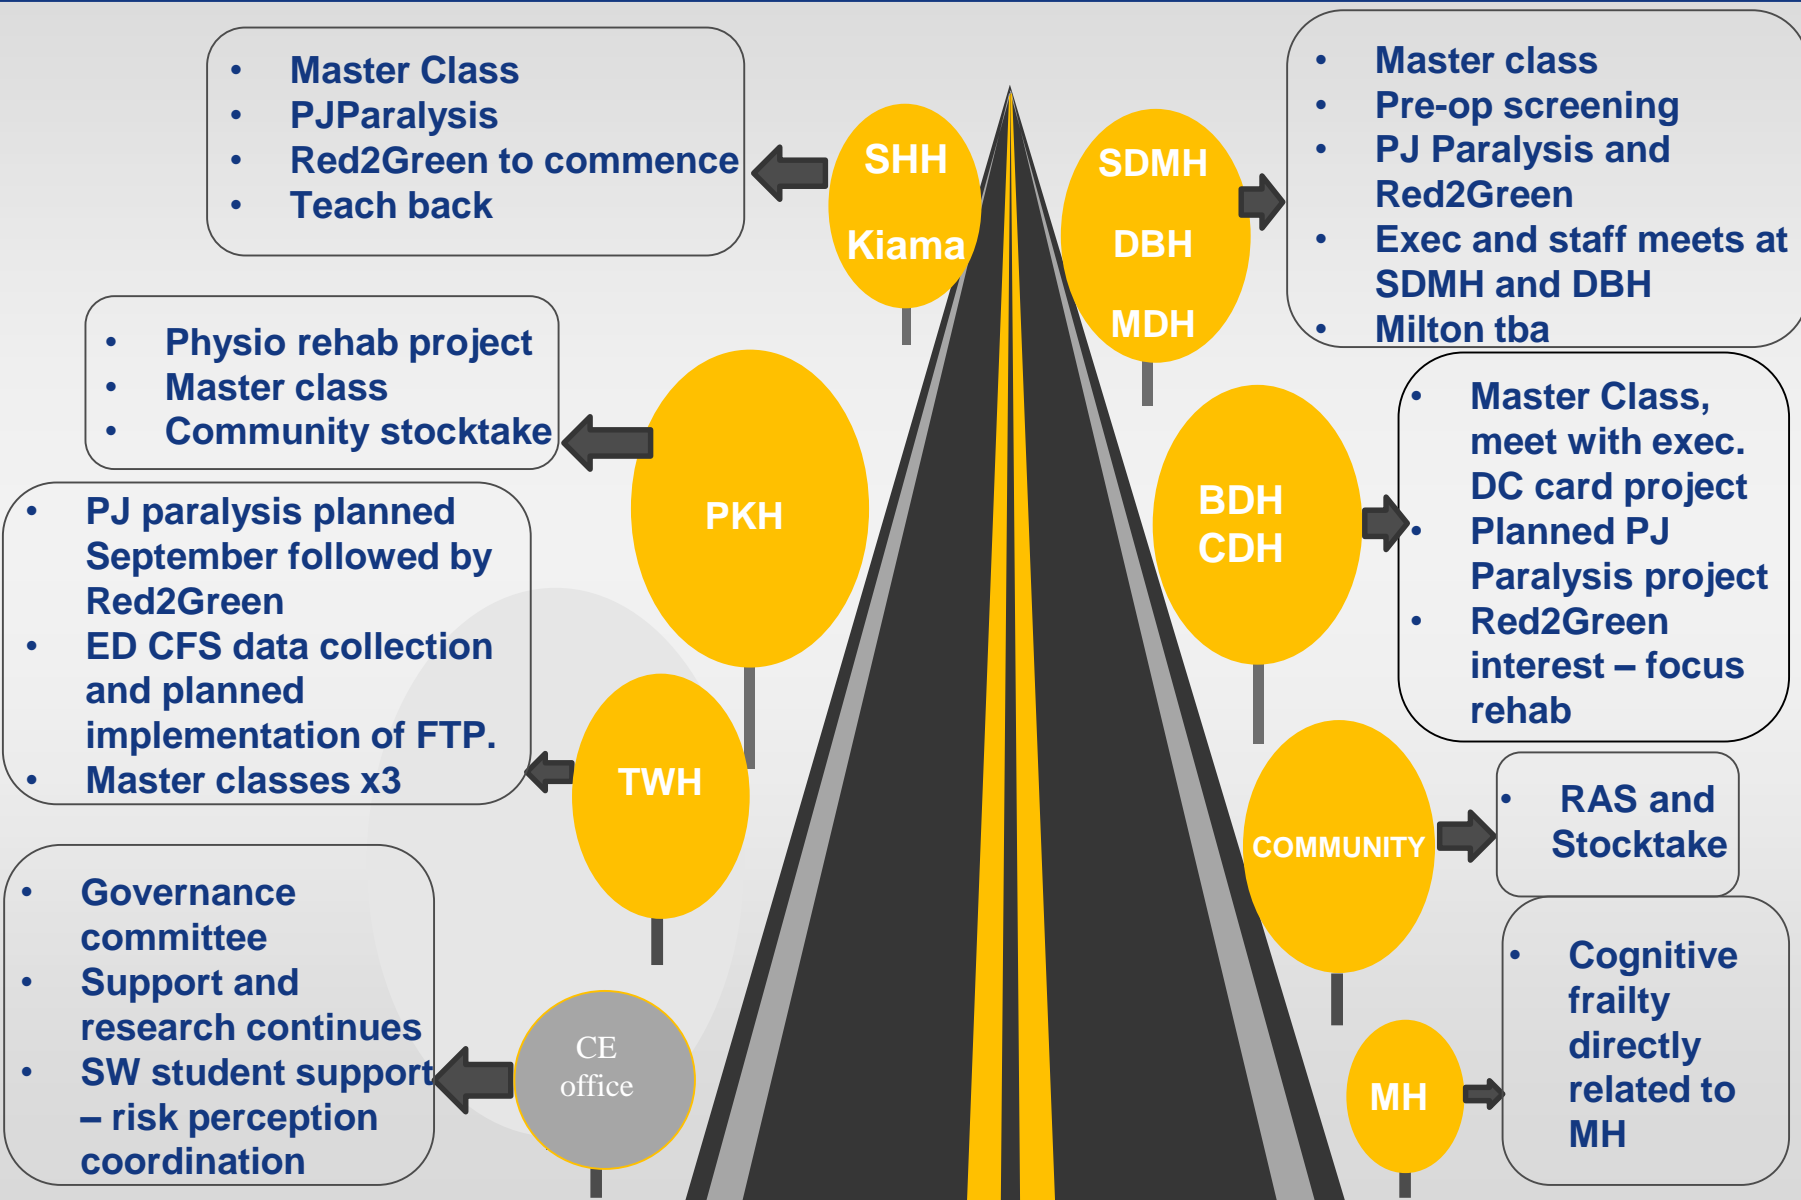 • Master Class
• PJParalysis
• Red2Green to commence
• Teach back
SHH
Kiama
SDMH
DBH
MDH
• Master class
• Pre-op screening
• PJ Paralysis and
Red2Green
• Exec and staff meets at
SDMH and DBH
• Milton tba
• Physio rehab project
• Master class
• Community stocktake
PKH
BDH
CDH
• Master Class,
meet with exec.
DC card project
• Planned PJ
Paralysis project
• Red2Green
interest – focus
rehab
• PJ paralysis planned
September followed by
Red2Green
• ED CFS data collection
and planned
implementation of FTP.
• Master classes x3
TWH
COMMUNITY
• RAS and
Stocktake
• Governance
committee
• Support and
research continues
• SW student support
– risk perception
coordination
CE
office
MH
• Cognitive
frailty
directly
related to
MH